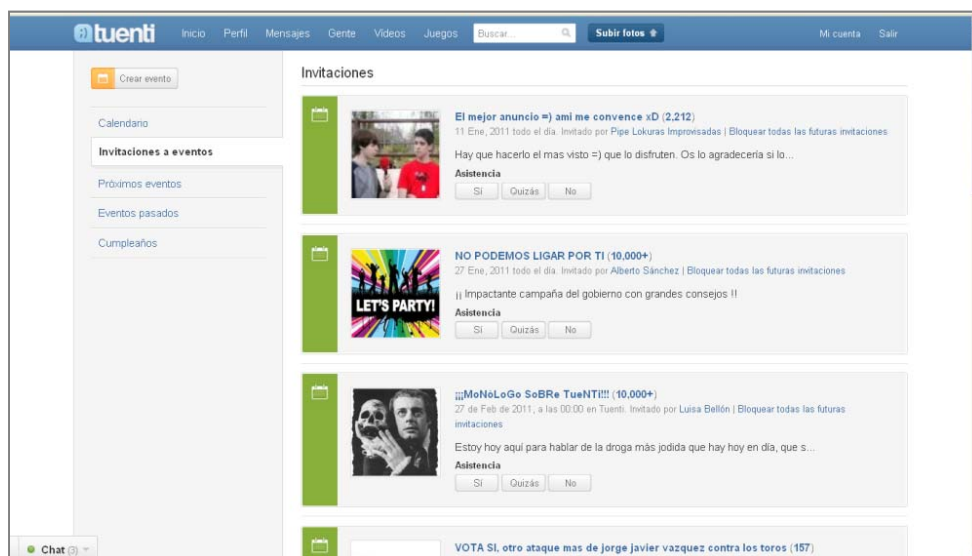 tuenti Inicio Perfil Mensajes Gente Vídeos Juegos Buscar... Subir fotos Mi cuenta Salir
Crear evento
Calendario
Invitaciones a eventos
Próximos eventos
Eventos pasados
Cumpleaños
Invitaciones
El mejor anuncio =) ami me convence xD (2,212)
11 Ene, 2011 todo el día. Invitado por Pipe Lokuras Improvisadas | Bloquear todas las futuras invitaciones
Hay que hacerlo el mas visto =) que lo disfruten. Os lo agradecería si lo...
Asistencia
Sí Quizás No
LET'S PARTY!
NO PODEMOS LIGAR POR TI (10,000+)
27 Ene, 2011 todo el día. Invitado por Alberto Sánchez | Bloquear todas las futuras invitaciones
¡¡ Impactante campaña del gobierno con grandes consejos !!
Asistencia
Sí Quizás No
¡¡¡MoNóLoGo SoBRe TueNTi!!! (10,000+)
27 de Feb de 2011, a las 00:00 en Tuenti. Invitado por Luisa Bellón | Bloquear todas las futuras
invitaciones
Estoy hoy aquí para hablar de la droga más jodida que hay hoy en día, que s...
Asistencia
Sí Quizás No
VOTA SI, otro ataque mas de jorge javier vazquez contra los toros (157)
Chat (3)